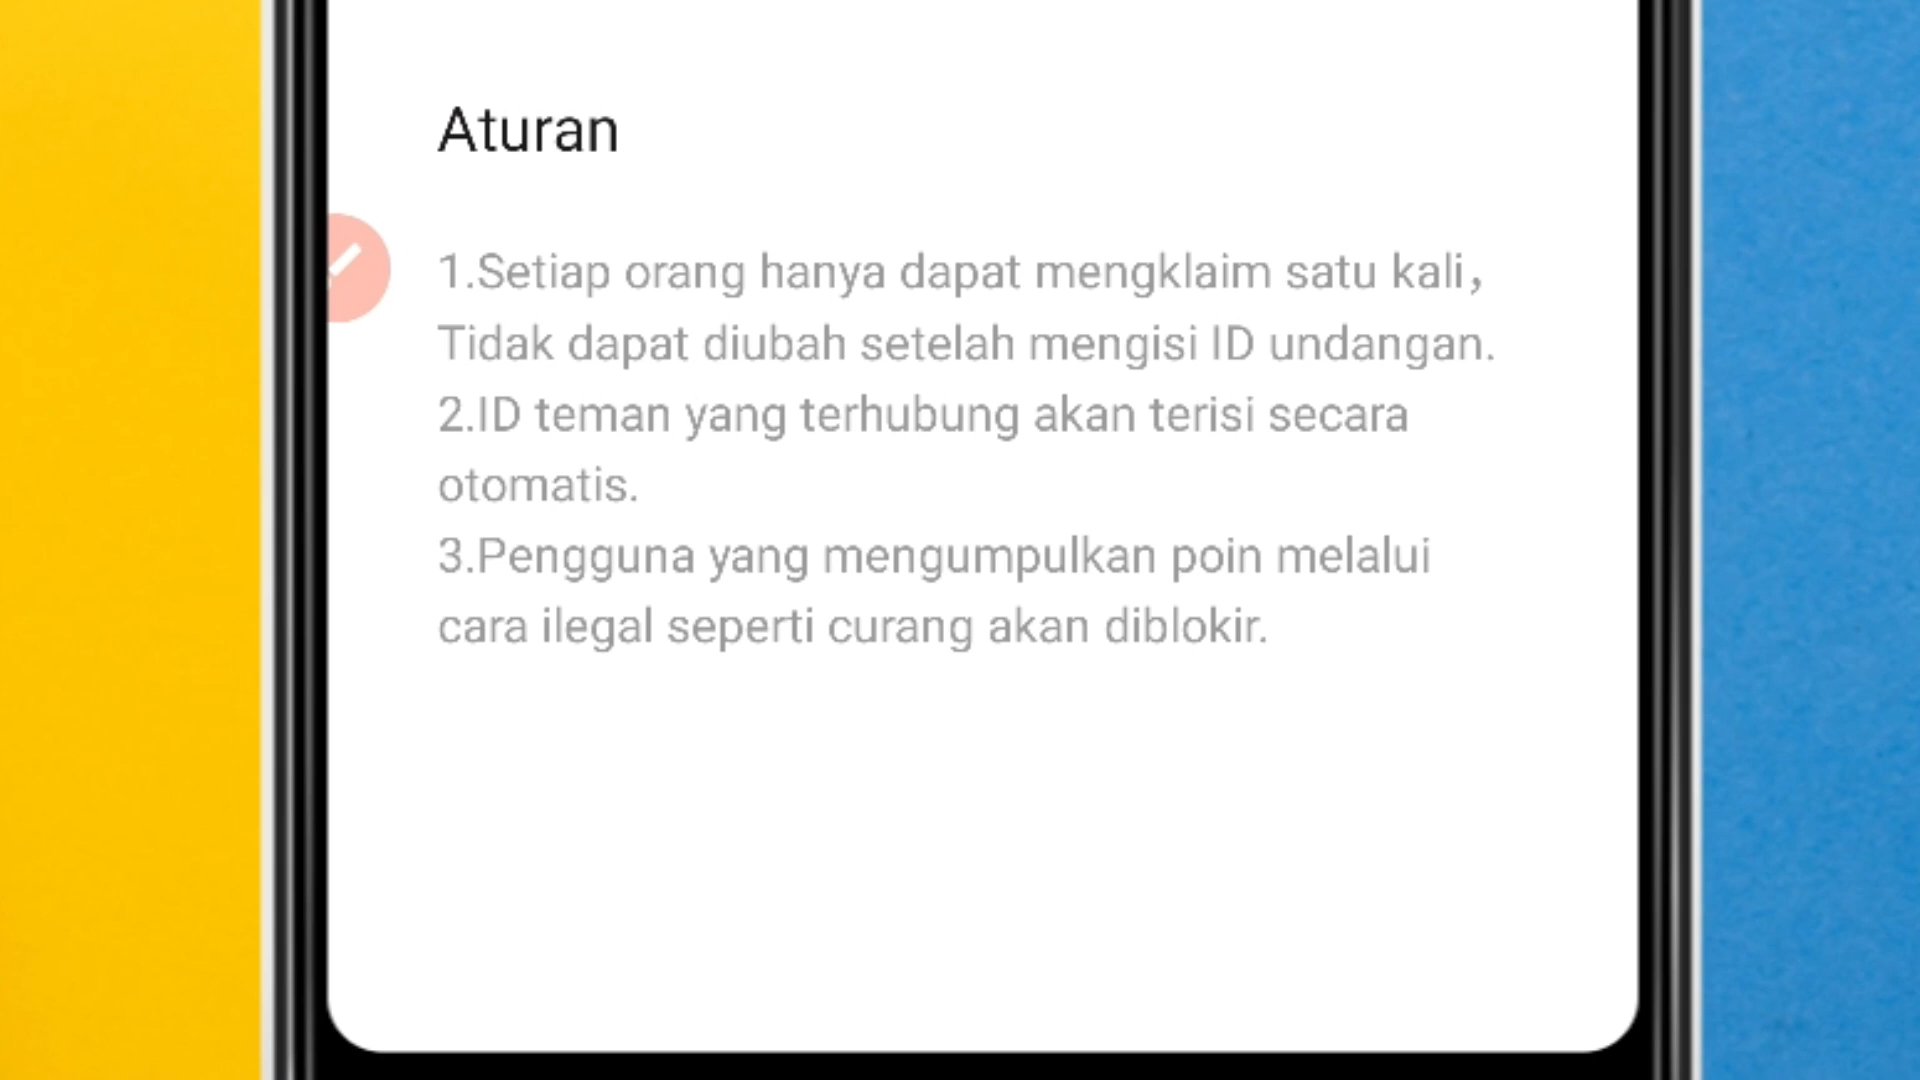 Aturan
1.Setiap orang hanya dapat mengklaim satu kali，
Tidak dapat diubah setelah mengisi ID undangan.
2.ID teman yang terhubung akan terisi secara
otomatis.
3.Pengguna yang mengumpulkan poin melalui
cara ilegal seperti curang akan diblokir.